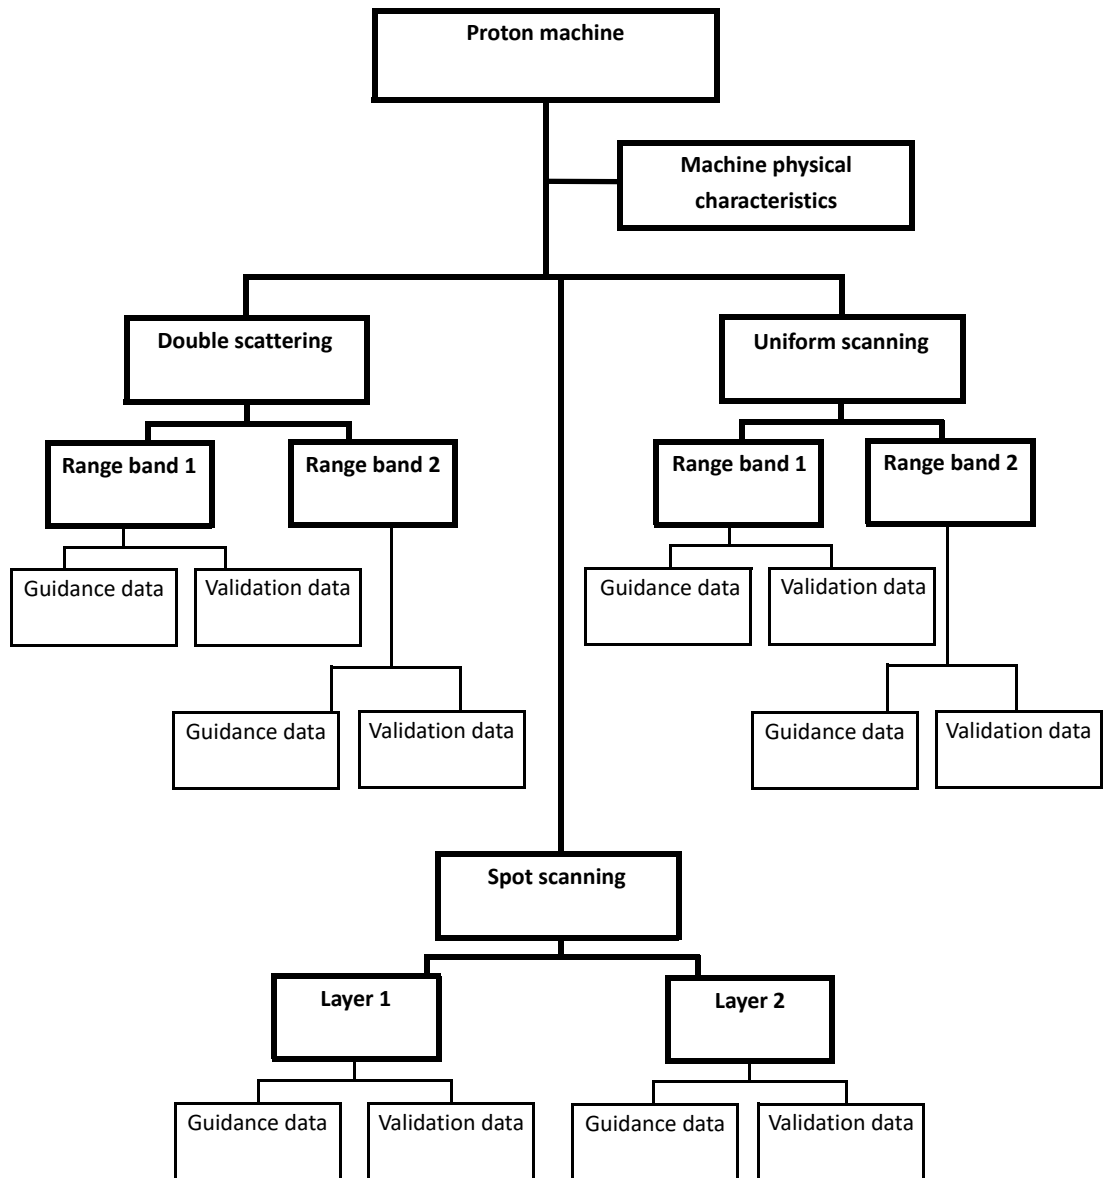 Proton machine
Machine physical
characteristics
Double scattering
Uniform scanning
Range band 1
Range band 2
Range band 1
Range band 2
Guidance data
Validation data
Guidance data
Validation data
Guidance data
Validation data
Guidance data
Validation data
Spot scanning
Layer 1
Layer 2
Guidance data
Validation data
Guidance data
Validation data